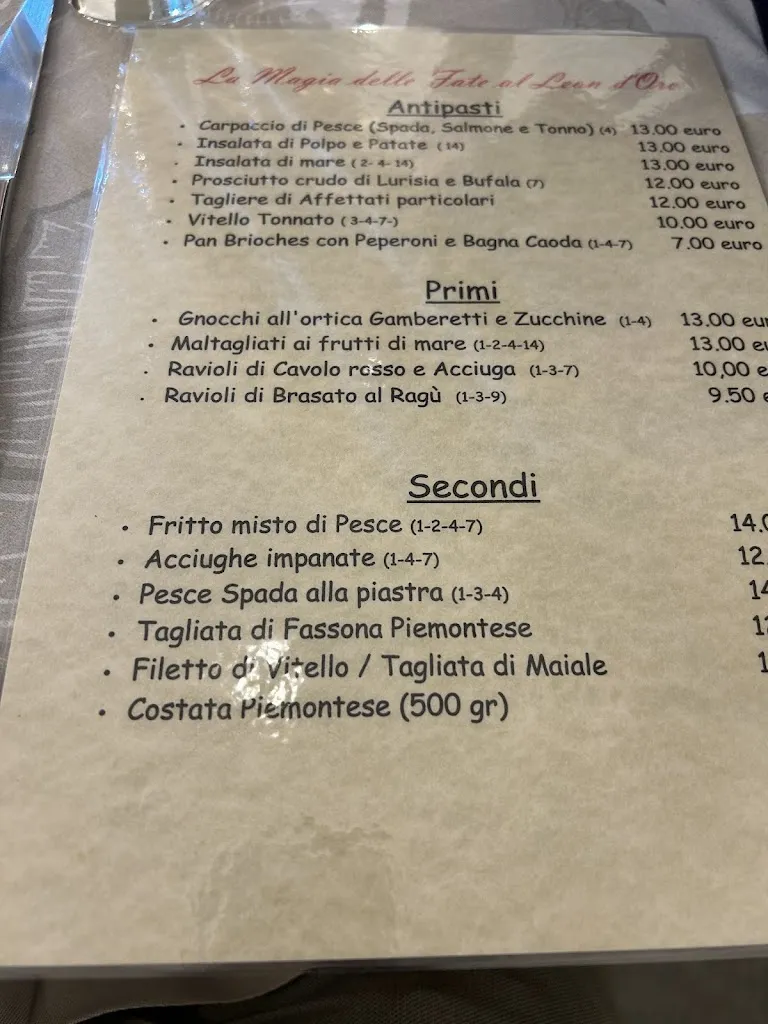 La Magia delle Fate al Leon d'Oro
Antipasti
• Carpaccio di Pesce (Spada, Salmone e Tonno) (4) 13.00 euro
• Insalata di Polpo e Patate (14) 13.00 euro
• Insalata di mare (2-4-14) 13.00 euro
• Prosciutto crudo di Lurisia e Bufala (7) 12.00 euro
• Tagliere di Affettati particolari 12.00 euro
• Vitello Tonnato (3-4-7-) 10.00 euro
• Pan Brioches con Peperoni e Bagna Caoda (1-4-7) 7.00 euro
Primi
• Gnocchi all'ortica Gamberetti e Zucchine (1-4) 13.00 eur
• Maltagliati ai frutti di mare (1-2-4-14) 13.00 eu
• Ravioli di Cavolo rosso e Acciuga (1-3-7) 10,00 e
• Ravioli di Brasato al Ragù (1-3-9) 9.50 e
Secondi
• Fritto misto di Pesce (1-2-4-7) 14.0
• Acciughe impanate (1-4-7) 12.
• Pesce Spada alla piastra (1-3-4) 14
• Tagliata di Fassona Piemontese
• Filetto di Vitello / Tagliata di Maiale 1
• Costata Piemontese (500 gr)